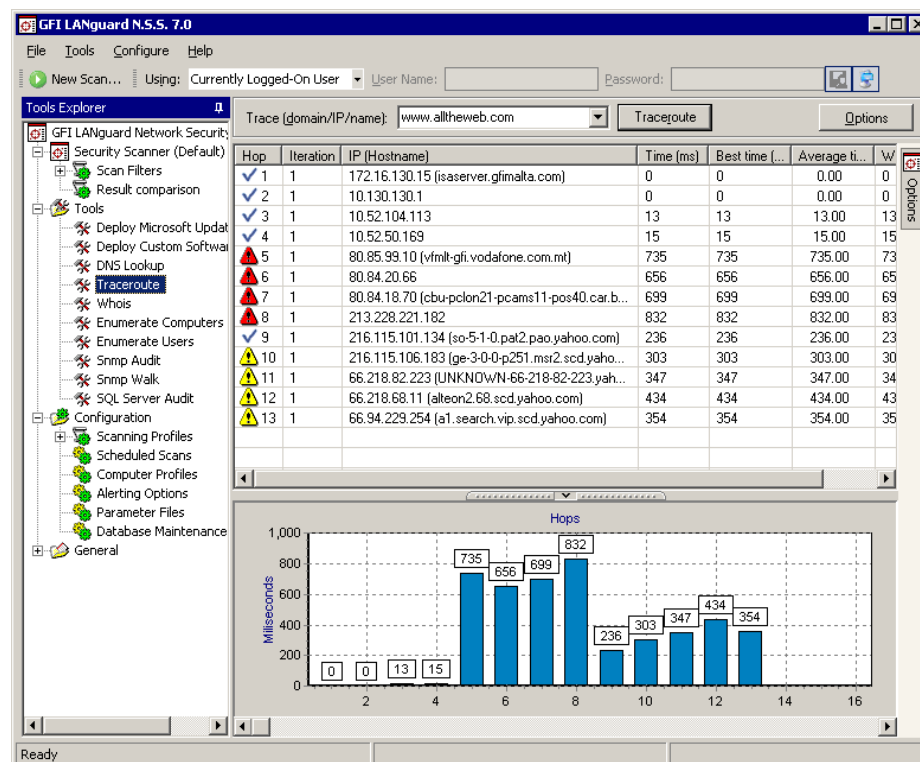 GFI LANguard N.S.S. 7.0
File Tools Configure Help
New Scan... Using: Currently Logged-On User User Name: Password:
Tools Explorer
GFI LANguard Network Security
Security Scanner (Default)
Scan Filters
Result comparison
Tools
Deploy Microsoft Updat
Deploy Custom Softwar
DNS Lookup
Traceroute
Whois
Enumerate Computers
Enumerate Users
Snmp Audit
Snmp Walk
SQL Server Audit
Configuration
Scanning Profiles
Scheduled Scans
Computer Profiles
Alerting Options
Parameter Files
Database Maintenance
General
Trace (domain/IP/name): www.alltheweb.com Traceroute Options
Hop Iteration IP (Hostname) Time (ms) Best time (... Average ti... W
1 1 172.16.130.15 (isaserver.gfimalta.com) 0 0 0.00 0
2 1 10.130.130.1 0 0 0.00 0
3 1 10.52.104.113 13 13 13.00 13
4 1 10.52.50.169 15 15 15.00 15
5 1 80.85.99.10 (vfmlt-gfi.vodafone.com.mt) 735 735 735.00 73
6 1 80.84.20.66 656 656 656.00 65
7 1 80.84.18.70 (cbu-pclon21-pcams11-pos40.car.b... 699 699 699.00 69
8 1 213.228.221.182 832 832 832.00 83
9 1 216.115.101.134 (so-5-1-0.pat2.pao.yahoo.com) 236 236 236.00 23
10 1 216.115.106.183 (ge-3-0-0-p251.msr2.scd.yaho... 303 303 303.00 30
11 1 66.218.82.223 (UNKNOWN-66-218-82-223.yah... 347 347 347.00 34
12 1 66.218.68.11 (alteon2.68.scd.yahoo.com) 434 434 434.00 43
13 1 66.94.229.254 (a1.search.vip.scd.yahoo.com) 354 354 354.00 35
Options
Hops
Milliseconds
1,000
800
600
400
200
0
0 0 13 15 735 656 699 832 236 303 347 434 354
2 4 6 8 10 12 14 16
Ready